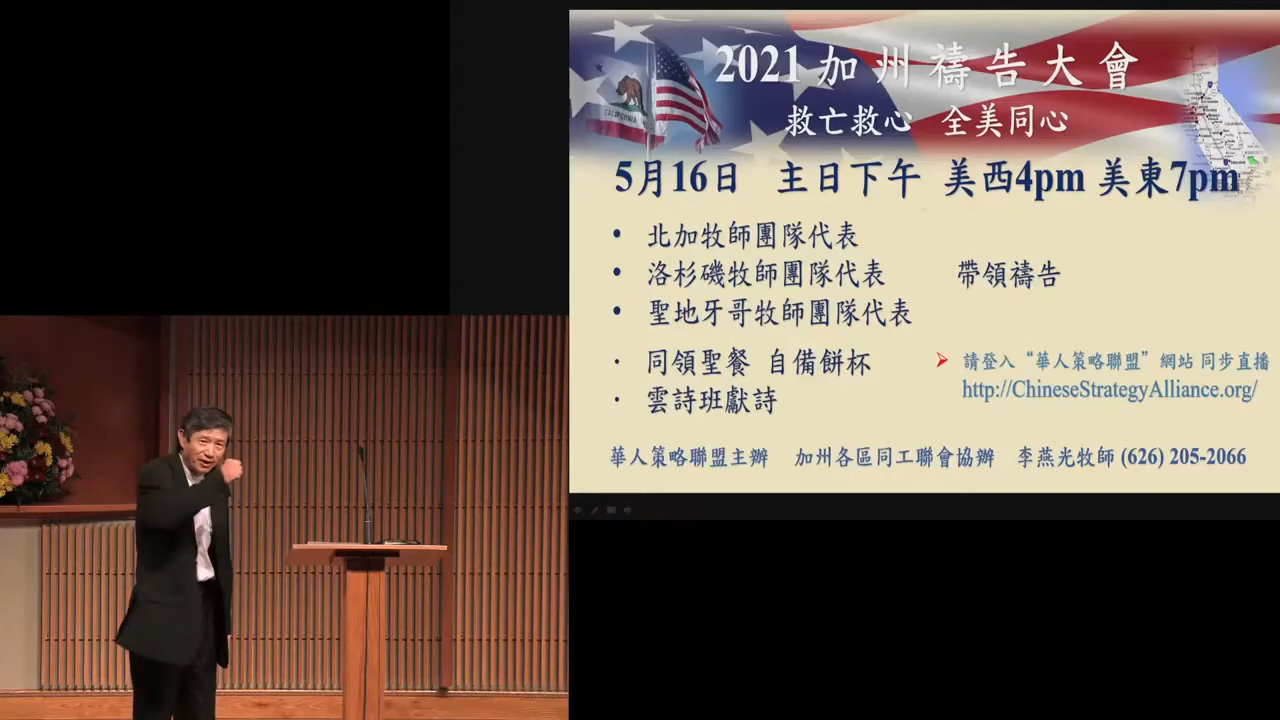 2021 加州禱告大會
救亡救心 全美同心
5月16日 主日下午 美西4pm 美東7pm
• 北加牧師團隊代表
• 洛杉磯牧師團隊代表 帶領禱告
• 聖地牙哥牧師團隊代表
· 同領聖餐 自備餅杯
· 雲詩班獻詩
➢ 請登入“華人策略聯盟”網站 同步直播
http://ChineseStrategyAlliance.org/
華人策略聯盟主辦 加州各區同工聯會協辦 李燕光牧師 (626) 205-2066
CALIFORNIA